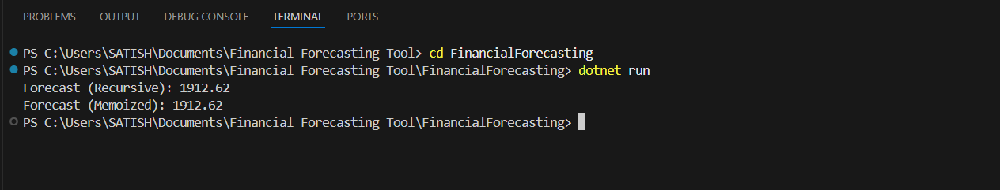 PROBLEMS OUTPUT DEBUG CONSOLE TERMINAL PORTS
PS C:\Users\SATISH\Documents\Financial Forecasting Tool> cd FinancialForecasting
PS C:\Users\SATISH\Documents\Financial Forecasting Tool\FinancialForecasting> dotnet run
Forecast (Recursive): 1912.62
Forecast (Memoized): 1912.62
PS C:\Users\SATISH\Documents\Financial Forecasting Tool\FinancialForecasting>